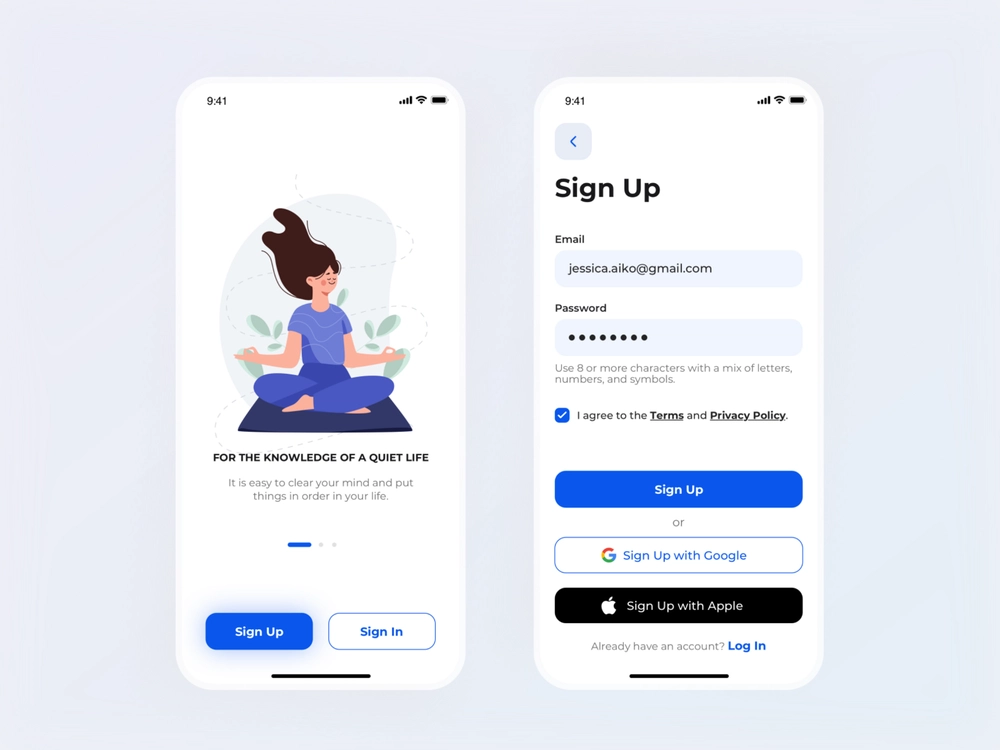 9:41
FOR THE KNOWLEDGE OF A QUIET LIFE
It is easy to clear your mind and put
things in order in your life.
Sign Up
Sign In
9:41
Sign Up
Email
jessica.aiko@gmail.com
Password
Use 8 or more characters with a mix of letters,
numbers, and symbols.
I agree to the Terms and Privacy Policy.
Sign Up
or
Sign Up with Google
Sign Up with Apple
Already have an account? Log In